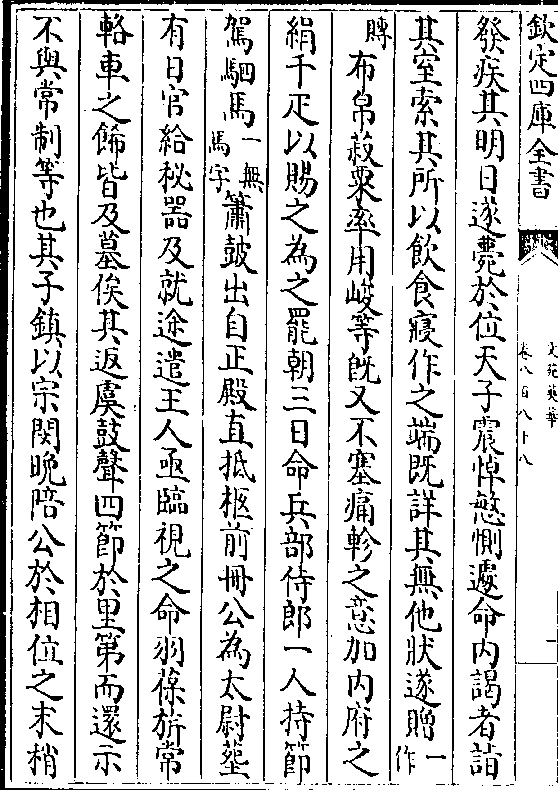 欽定四庫全書
文苑英華
卷八百八十八
發疾其明日遂薨於位天子震悼慜惻遽命内謁者詣
其室索其所以飲食寢作之端既詳其無他狀遂贈一作
賻布帛菽粟率用峻等既又不塞痛軫之意加内府之
絹千疋以賜之為之罷朝三日命兵部侍郎一人持節
駕駟馬一無馬字簫鼓出自正殿直抵柩前冊公為太尉塟
有日官給秘器及就途遣王人亟臨視之命羽葆旂常
輅車之餙皆及墓俟其返虞鼓聲四節於里第而還示
不與常制等也其子鎮以宗閔晚陪公於相位之末梢